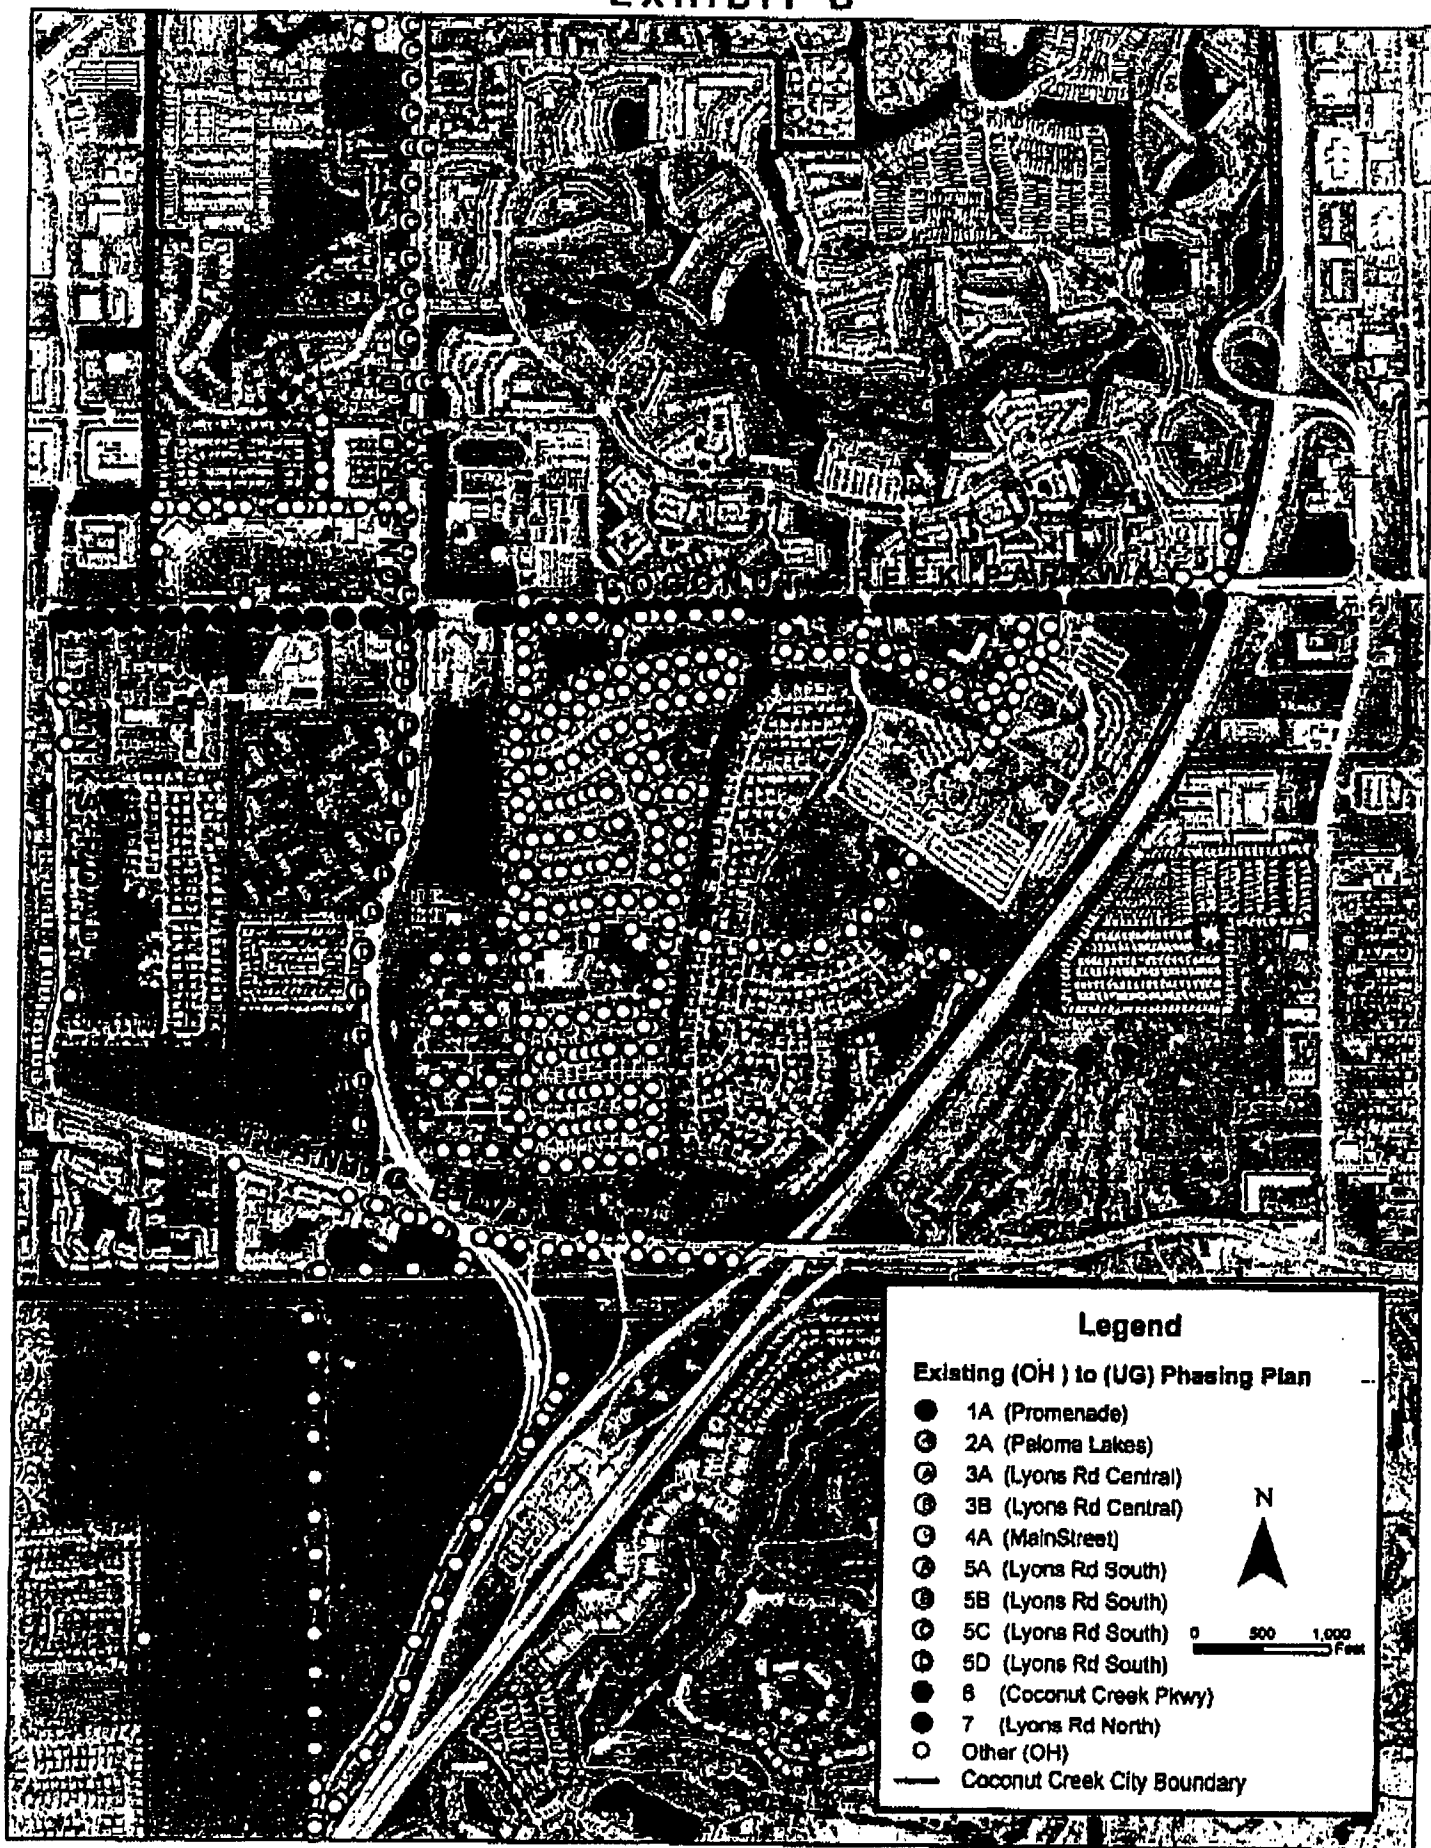 EXHIBIT
COCONUT CREEK PARKWA
Legend
Existing (OH ) to (UG) Phasing Plan
1A (Promenade)
2A (Paloma Lakes)
3A (Lyons Rd Central)
3B (Lyons Rd Central)
4A (MainStreet)
5A (Lyons Rd South)
5B (Lyons Rd South)
5C (Lyons Rd South)
5D (Lyons Rd South)
6 (Coconut Creek Pkwy)
7 (Lyons Rd North)
Other (OH)
Coconut Creek City Boundary
N
0 500 1,000
Feet